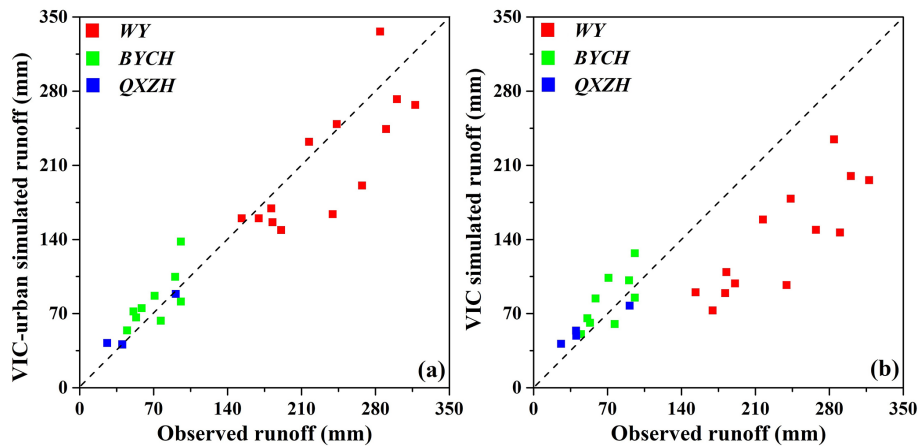 350
280
210
140
70
0
VIC-urban simulated runoff (mm)
WY
BYCH
QXZH
(a)
0 70 140 210 280 350
Observed runoff (mm)
350
280
210
140
70
0
VIC simulated runoff (mm)
WY
BYCH
QXZH
(b)
0 70 140 210 280 350
Observed runoff (mm)